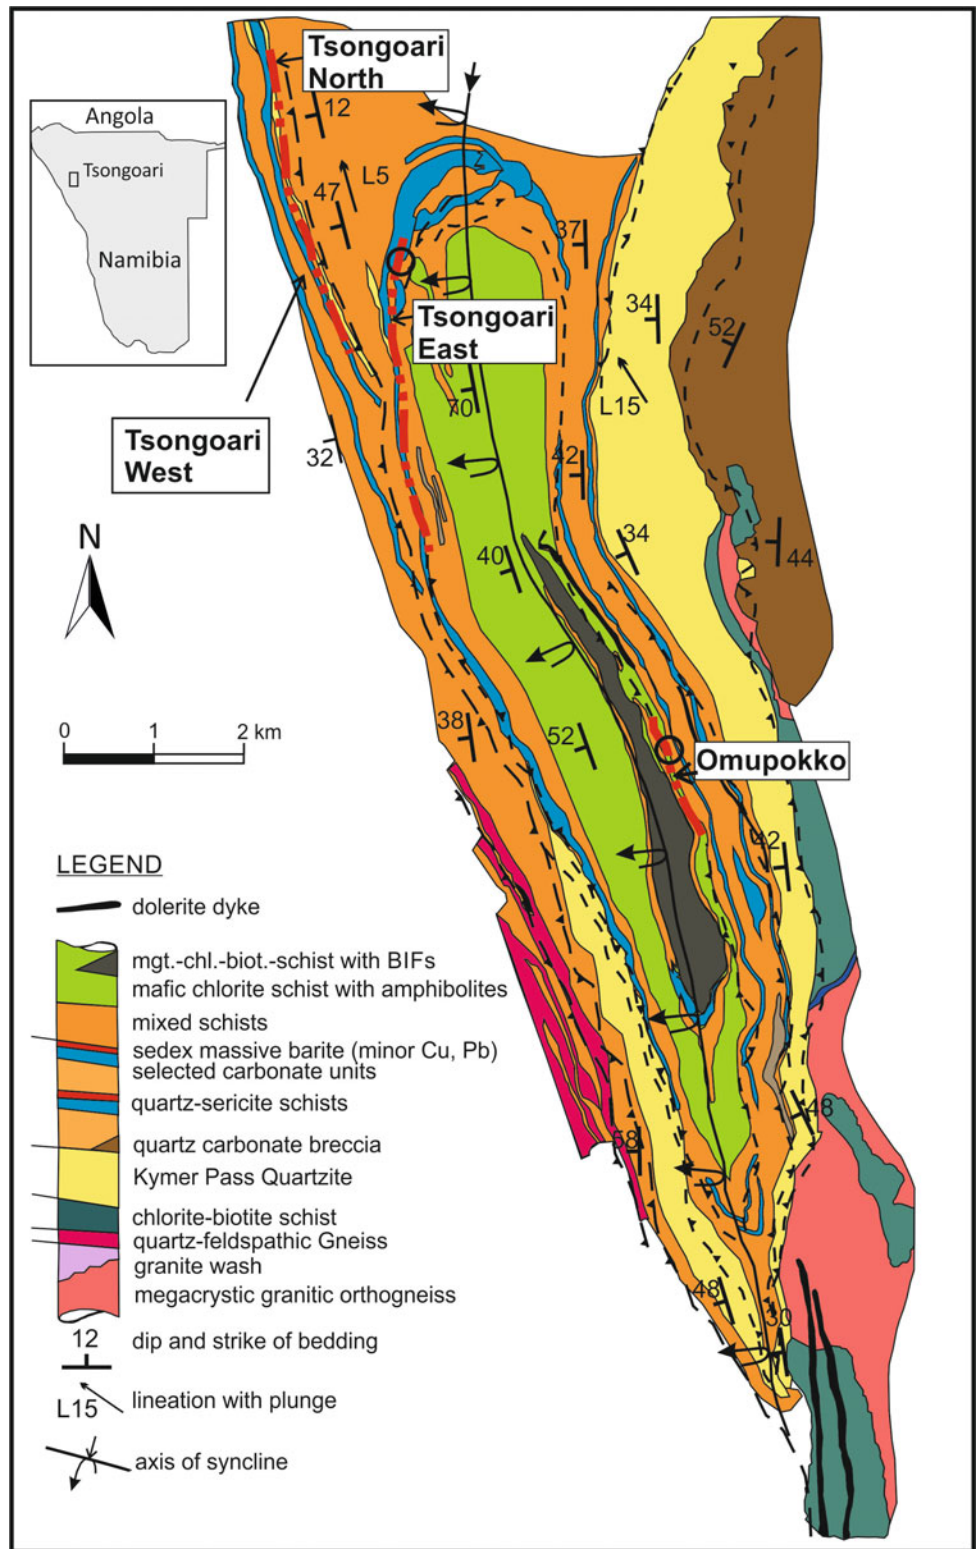 Tsongoari
North
12
Angola
Tsongoari
Namibia
L5
47
37
34
52
Tsongoari
East
L15
70
Tsongoari
West
32
42
34
44
N
40
0 1 2 km
38
52
Omupokko
42
LEGEND
dolerite dyke
mgt.-chl.-biot.-schist with BIFs
mafic chlorite schist with amphibolites
mixed schists
sedex massive barite (minor Cu, Pb)
selected carbonate units
quartz-sericite schists
quartz carbonate breccia
Kymer Pass Quartzite
chlorite-biotite schist
quartz-feldspathic Gneiss
granite wash
megacrystic granitic orthogneiss
12
dip and strike of bedding
L15
lineation with plunge
axis of syncline
48
58
48
30